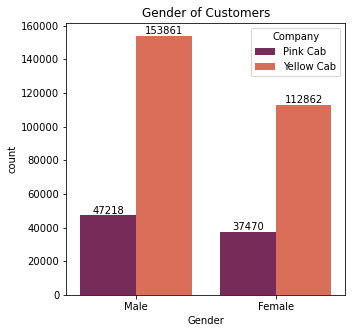 Gender of Customers
160000
140000
120000
100000
80000
60000
40000
20000
0
count
153861
112862
47218
37470
Company
Pink Cab
Yellow Cab
Male
Female
Gender